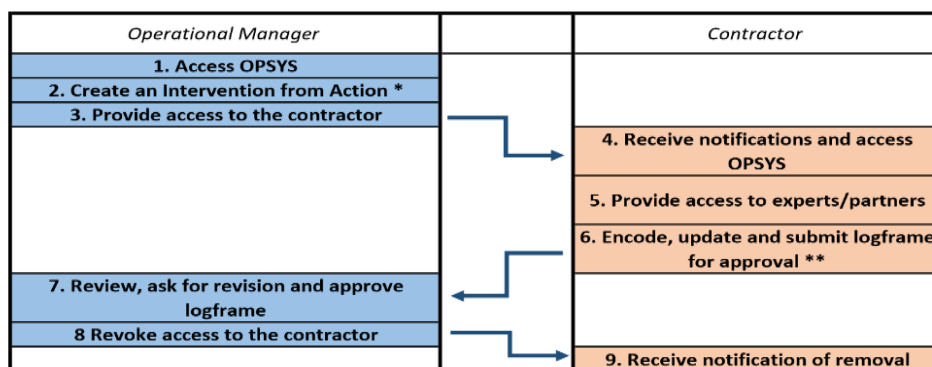 Operational Manager
Contractor
1. Access OPSYS
2. Create an Intervention from Action *
3. Provide access to the contractor
4. Receive notifications and access
OPSYS
5. Provide access to experts/partners
6. Encode, update and submit logframe
for approval **
7. Review, ask for revision and approve
logframe
8 Revoke access to the contractor
9. Receive notification of removal